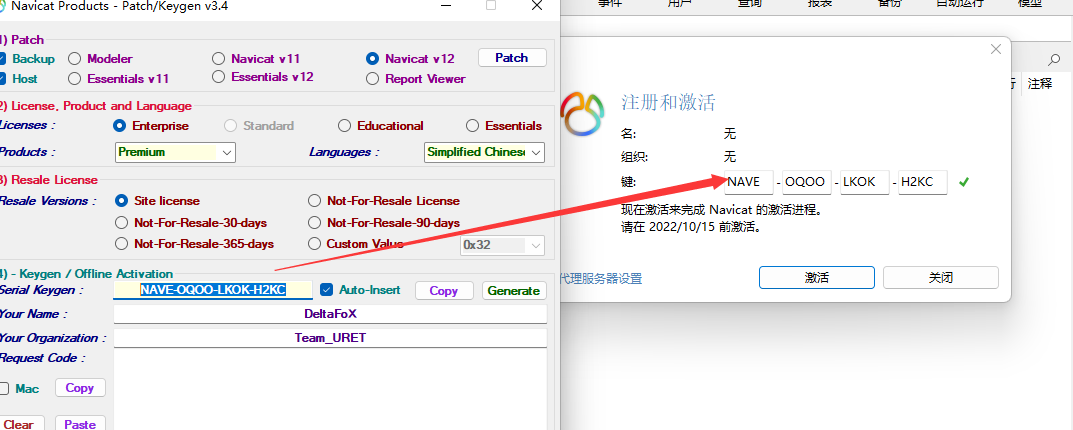 Navicat Products - Patch/Keygen v3.4
1) Patch
Backup
Modeler
Navicat v11
Navicat v12
Patch
Host
Essentials v11
Essentials v12
Report Viewer
2) License, Product and Language
Licenses :
Enterprise
Standard
Educational
Essentials
Products :
Premium
Languages :
Simplified Chinese
3) Resale License
Resale Versions :
Site license
Not-For-Resale License
Not-For-Resale-30-days
Not-For-Resale-90-days
Not-For-Resale-365-days
Custom Value
0x32
4) - Keygen / Offline Activation
Serial Keygen :
NAVE-OQOO-LKOK-H2KC
Auto-Insert
Copy
Generate
Your Name :
DeltaFoX
Your Organization :
Team_URET
Request Code :
Mac
Copy
Clear
Paste
事件
用户
查询
报表
备份
自动运行
模型
行
注释
注册和激活
名:
无
组织:
无
键:
NAVE - OQOO - LKOK - H2KC
现在激活来完成 Navicat 的激活进程。
请在 2022/10/15 前激活。
代理服务器设置
激活
关闭